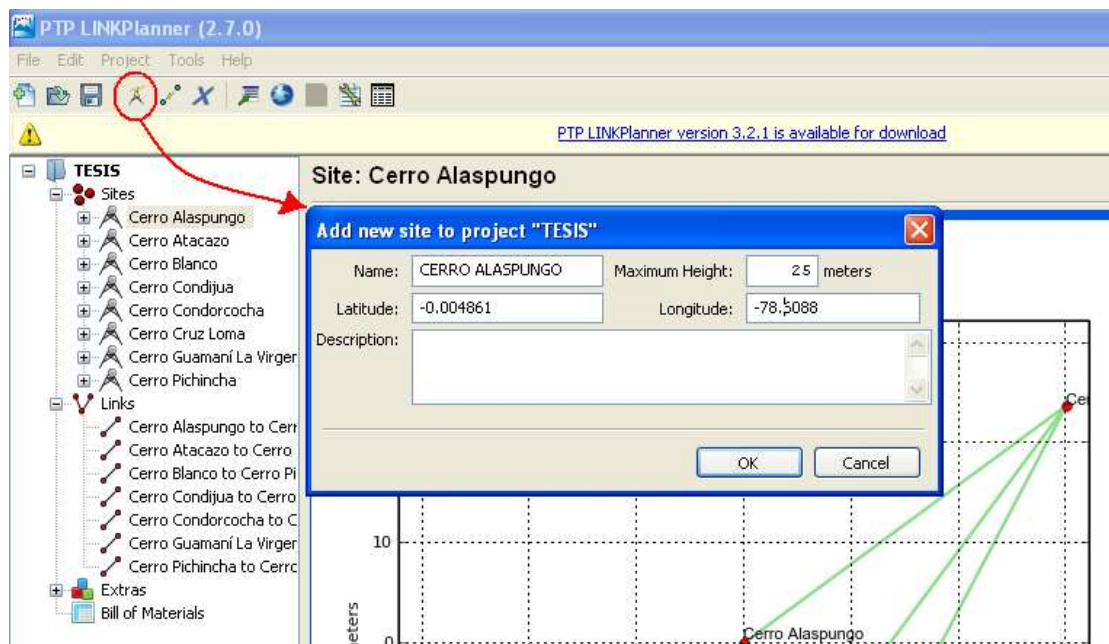 PTP LINKPlanner (2.7.0)
File Edit Project Tools Help
PTP LINKPlanner version 3.2.1 is available for download
TESIS
Sites
Cerro Alaspungo
Cerro Atacazo
Cerro Blanco
Cerro Condijua
Cerro Condorcocha
Cerro Cruz Loma
Cerro Guamaní La Virger
Cerro Pichincha
Links
Cerro Alaspungo to Cerr
Cerro Atacazo to Cerro
Cerro Blanco to Cerro Pi
Cerro Condijua to Cerro
Cerro Condorcocha to C
Cerro Guamaní La Virger
Cerro Pichincha to Cerro
Extras
Bill of Materials
Site: Cerro Alaspungo
Add new site to project "TESIS"
Name: CERRO ALASPUNGO Maximum Height: 25 meters
Latitude: -0.004861 Longitude: -78.5088
Description:
OK Cancel
Cer
10
eters
0
Cerro Alaspungo